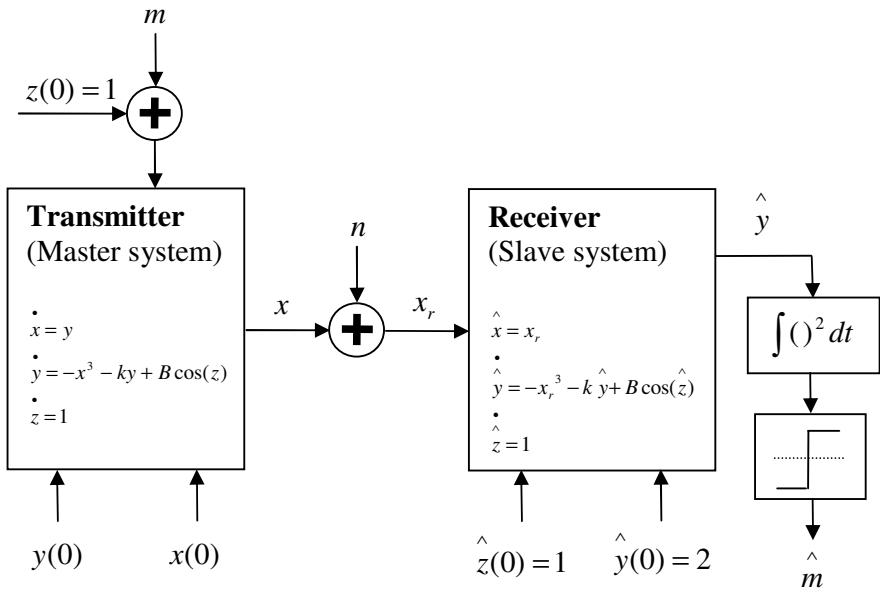 m
z(0) = 1
+
Transmitter
(Master system)
ẋ = y
ẏ = −x³ − ky + B cos(z)
ż = 1
y(0)
x(0)
x
n
+
x_r
Receiver
(Slave system)
x̂ = x_r
ŷ̇ = −x_r³ − k ŷ + B cos(ẑ)
ẑ̇ = 1
ẑ(0) = 1
ŷ(0) = 2
ŷ
∫()² dt
m̂